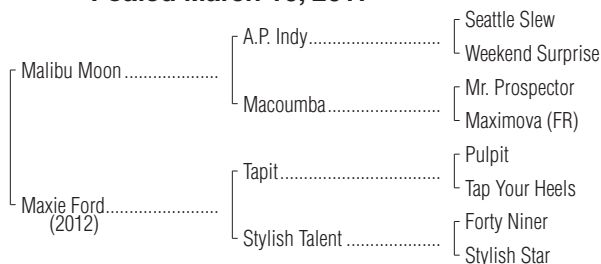 Seattle Slew
A.P. Indy
Weekend Surprise
Malibu Moon
Mr. Prospector
Macoumba
Maximova (FR)
Pulpit
Tapit
Tap Your Heels
Maxie Ford
(2012)
Forty Niner
Stylish Talent
Stylish Star